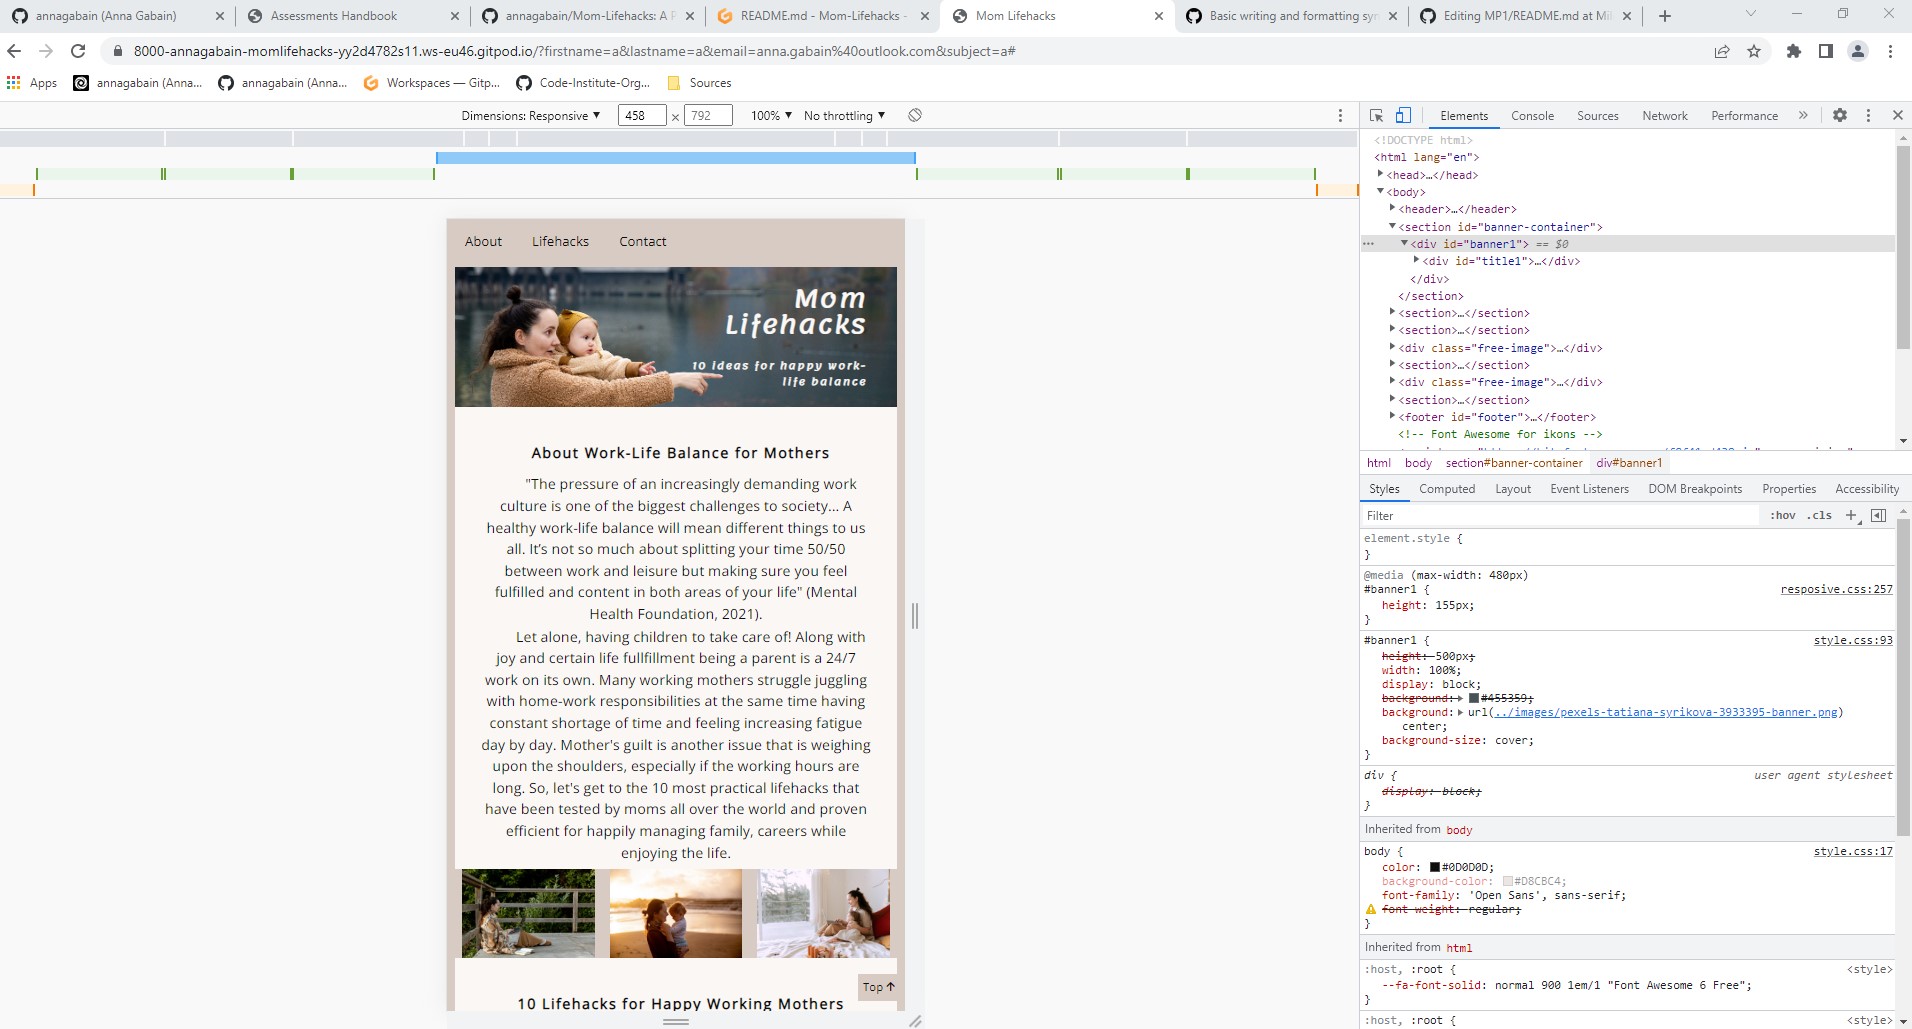 annagabain (Anna Gabain)
Assessments Handbook
annagabain/Mom-Lifehacks: A P
README.md - Mom-Lifehacks -
Mom Lifehacks
Basic writing and formatting syn
Editing MP1/README.md at Mil
8000-annagabain-momlifehacks-yy2d4782s11.ws-eu46.gitpod.io/?firstname=a&lastname=a&email=anna.gabain%40outlook.com&subject=a#
Apps
annagabain (Anna...
annagabain (Anna...
Workspaces — Gitp...
Code-Institute-Org...
Sources
Dimensions: Responsive
458
×
792
100%
No throttling
About
Lifehacks
Contact
Mom
Lifehacks
10 ideas for happy work-
life balance
About Work-Life Balance for Mothers
"The pressure of an increasingly demanding work
culture is one of the biggest challenges to society... A
healthy work-life balance will mean different things to us
all. It’s not so much about splitting your time 50/50
between work and leisure but making sure you feel
fulfilled and content in both areas of your life" (Mental
Health Foundation, 2021).
Let alone, having children to take care of! Along with
joy and certain life fullfillment being a parent is a 24/7
work on its own. Many working mothers struggle juggling
with home-work responsibilities at the same time having
constant shortage of time and feeling increasing fatigue
day by day. Mother's guilt is another issue that is weighing
upon the shoulders, especially if the working hours are
long. So, let's get to the 10 most practical lifehacks that
have been tested by moms all over the world and proven
efficient for happily managing family, careers while
enjoying the life.
Top
10 Lifehacks for Happy Working Mothers
Elements
Console
Sources
Network
Performance
»
<!DOCTYPE html>
<html lang="en">
<head>…</head>
<body>
<header>…</header>
<section id="banner-container">
<div id="banner1"> == $0
<div id="title1">…</div>
</div>
</section>
<section>…</section>
<section>…</section>
<div class="free-image">…</div>
<section>…</section>
<div class="free-image">…</div>
<section>…</section>
<footer id="footer">…</footer>
<!-- Font Awesome for ikons -->
html
body
section#banner-container
div#banner1
Styles
Computed
Layout
Event Listeners
DOM Breakpoints
Properties
Accessibility
Filter
:hov
.cls
element.style {
}
@media (max-width: 480px)
#banner1 {
resposive.css:257
height: 155px;
}
#banner1 {
style.css:93
height: 500px;
width: 100%;
display: block;
background: #455359;
background: url(../images/pexels-tatiana-syrikova-3933395-banner.png)
center;
background-size: cover;
}
div {
user agent stylesheet
display: block;
}
Inherited from body
body {
style.css:17
color: #0D0D0D;
background-color: #D8CBC4;
font-family: 'Open Sans', sans-serif;
font-weight: regular;
}
Inherited from html
:host, :root {
<style>
--fa-font-solid: normal 900 1em/1 "Font Awesome 6 Free";
}
:host, :root {
<style>